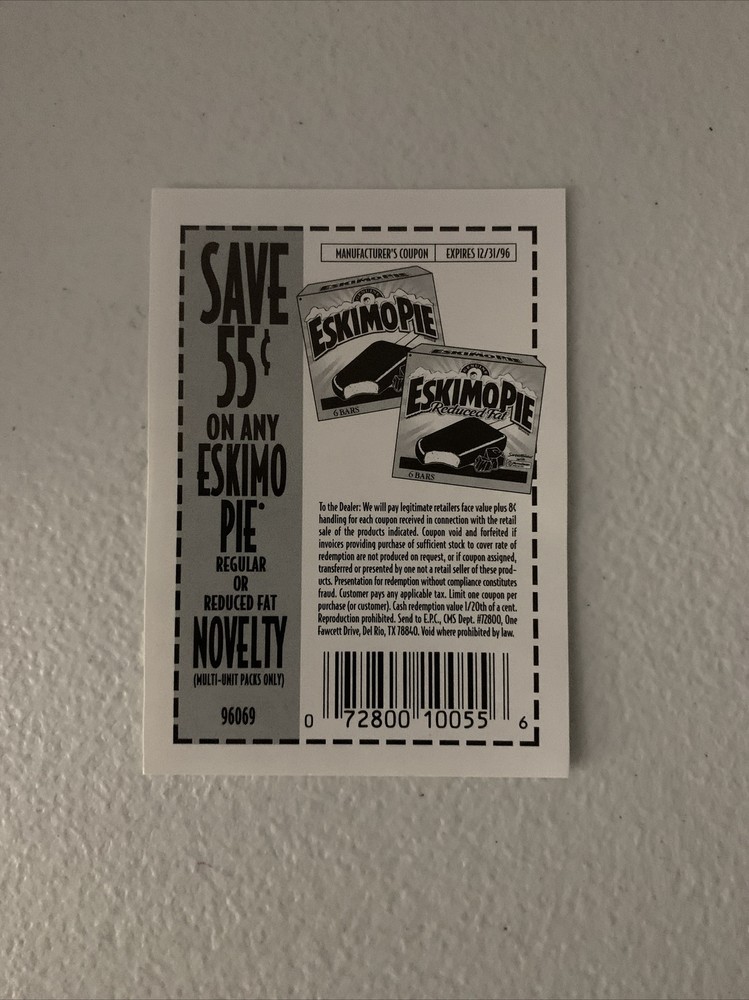 SAVE
55¢
ON ANY
ESKIMO
PIE®
REGULAR
OR
REDUCED FAT
NOVELTY
(MULTI-UNIT PACKS ONLY)
96069
MANUFACTURER'S COUPON EXPIRES 12/31/96
ESKIMO PIE
ESKIMO PIE
6 BARS
ESKIMO PIE
ESKIMO PIE
Reduced Fat
6 BARS
To the Dealer: We will pay legitimate retailers face value plus 8¢
handling for each coupon received in connection with the retail
sale of the products indicated. Coupon void and forfeited if
invoices providing purchase of sufficient stock to cover rate of
redemption are not produced on request, or if coupon assigned,
transferred or presented by one not a retail seller of these prod-
ucts. Presentation for redemption without compliance constitutes
fraud. Customer pays any applicable tax. Limit one coupon per
purchase (or customer). Cash redemption value 1/20th of a cent.
Reproduction prohibited. Send to E.P.C., CMS Dept. #72800, One
Fawcett Drive, Del Rio, TX 78840. Void where prohibited by law.
0 72800 10055 6